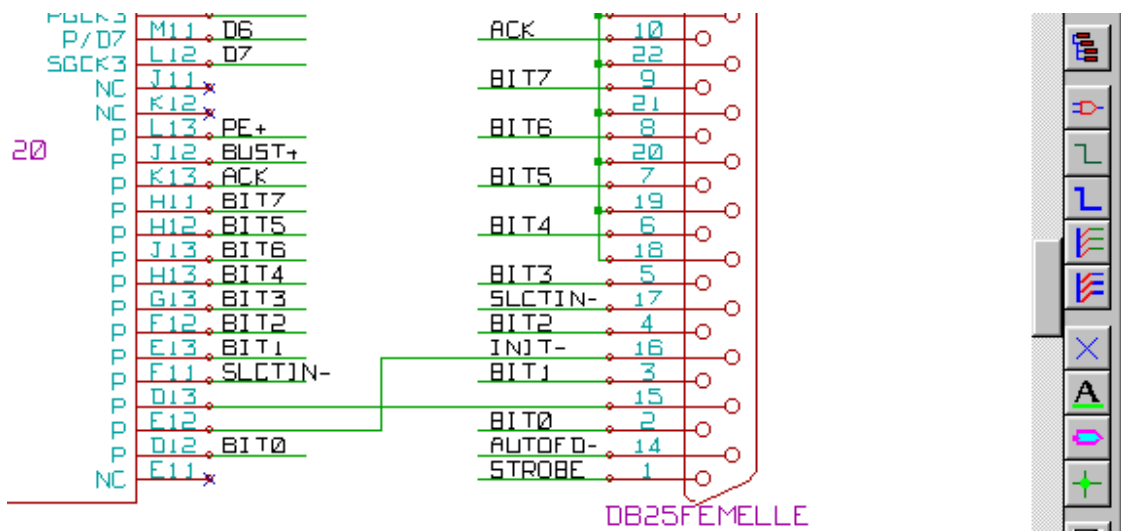 PGCK3
M11 D6 ACK 10
P/D7 L12 D7 22
SGCK3 J11 BIT7 9
NC K12 21
NC L13 PE+ BIT6 8
20 P J12 BUST+ 20
P K13 ACK BIT5 7
P H11 BIT7 19
P H12 BIT5 BIT4 6
P J13 BIT6 18
P H13 BIT4 BIT3 5
P G13 BIT3 SLCTIN- 17
P F12 BIT2 BIT2 4
P E13 BIT1 INIT- 16
P F11 SLCTIN- BIT1 3
P D13 15
P E12 BIT0 2
P D12 BIT0 AUTOFD- 14
NC E11 STROBE 1
DB25FEMELLE
A